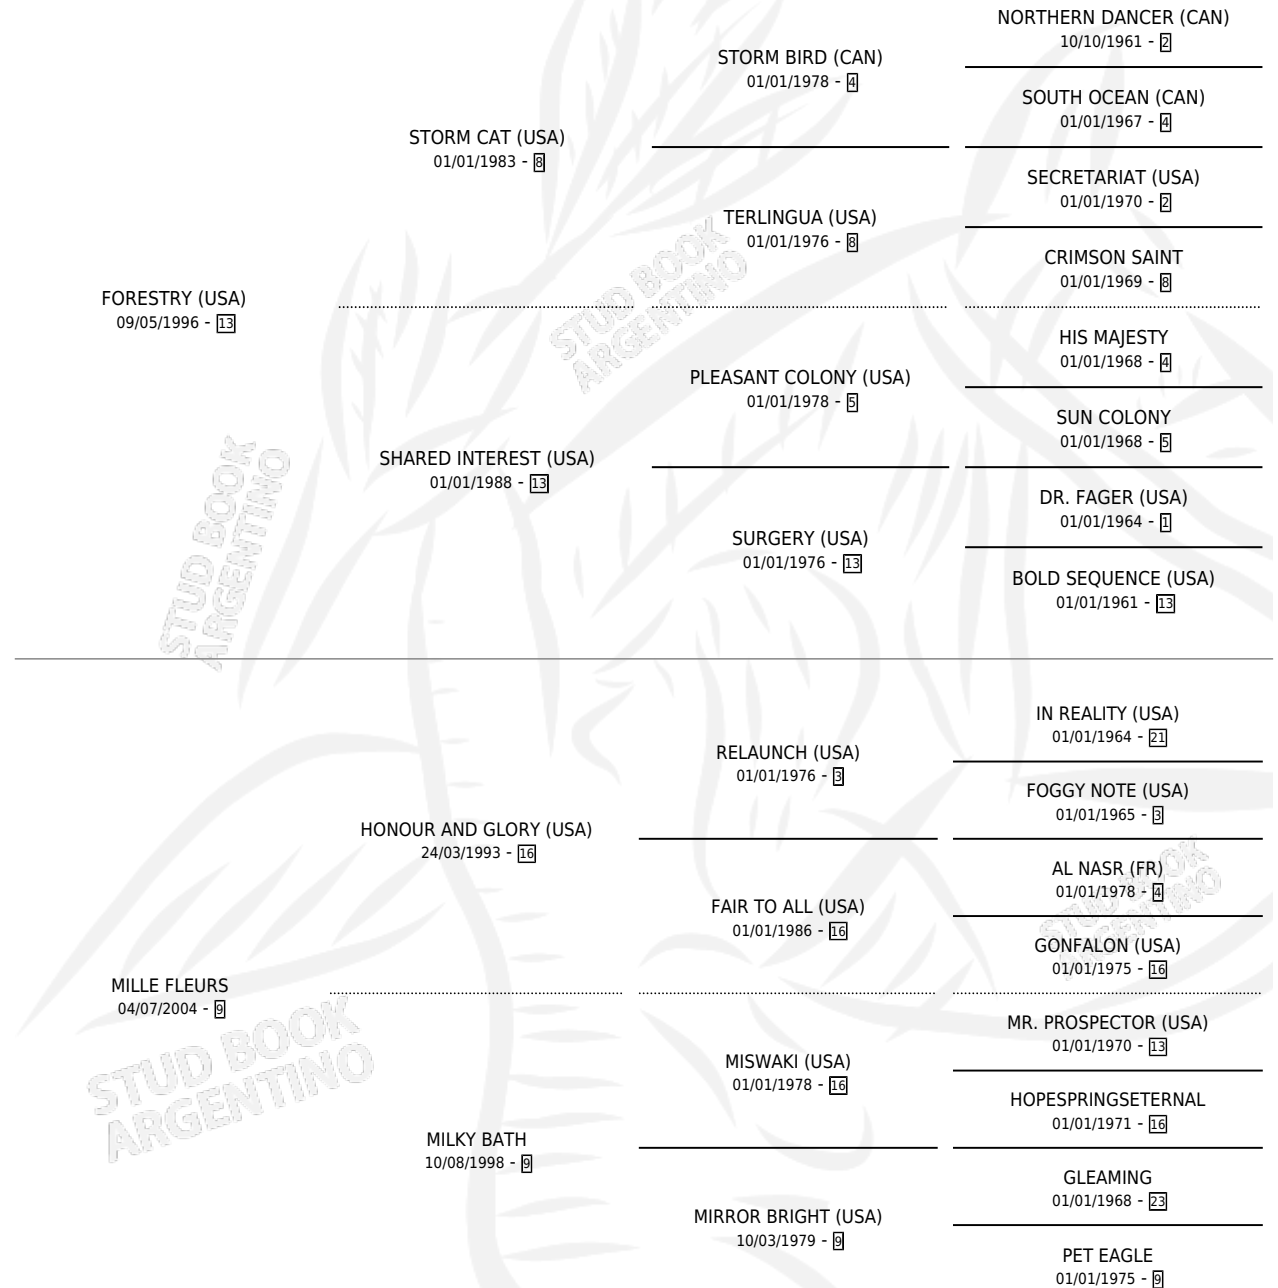 NORTHERN DANCER (CAN)
10/10/1961 - 2
STORM BIRD (CAN)
01/01/1978 - 4
SOUTH OCEAN (CAN)
01/01/1967 - 4
STORM CAT (USA)
01/01/1983 - 8
SECRETARIAT (USA)
01/01/1970 - 2
TERLINGUA (USA)
01/01/1976 - 8
CRIMSON SAINT
01/01/1969 - 8
FORESTRY (USA)
09/05/1996 - 13
HIS MAJESTY
01/01/1968 - 4
PLEASANT COLONY (USA)
01/01/1978 - 5
SUN COLONY
01/01/1968 - 5
SHARED INTEREST (USA)
01/01/1988 - 13
DR. FAGER (USA)
01/01/1964 - 1
SURGERY (USA)
01/01/1976 - 13
BOLD SEQUENCE (USA)
01/01/1961 - 13
IN REALITY (USA)
01/01/1964 - 21
RELAUNCH (USA)
01/01/1976 - 3
FOGGY NOTE (USA)
01/01/1965 - 3
HONOUR AND GLORY (USA)
24/03/1993 - 16
AL NASR (FR)
01/01/1978 - 4
FAIR TO ALL (USA)
01/01/1986 - 16
GONFALON (USA)
01/01/1975 - 16
MILLE FLEURS
04/07/2004 - 9
MR. PROSPECTOR (USA)
01/01/1970 - 13
MISWAKI (USA)
01/01/1978 - 16
HOPESPRINGSETERNAL
01/01/1971 - 16
MILKY BATH
10/08/1998 - 9
GLEAMING
01/01/1968 - 23
MIRROR BRIGHT (USA)
10/03/1979 - 9
PET EAGLE
01/01/1975 - 9
STUD BOOK
ARGENTINO
STUD BOOK
ARGENTINO
STUD BOOK
ARGENTINO
STUD BOOK
ARGENTINO